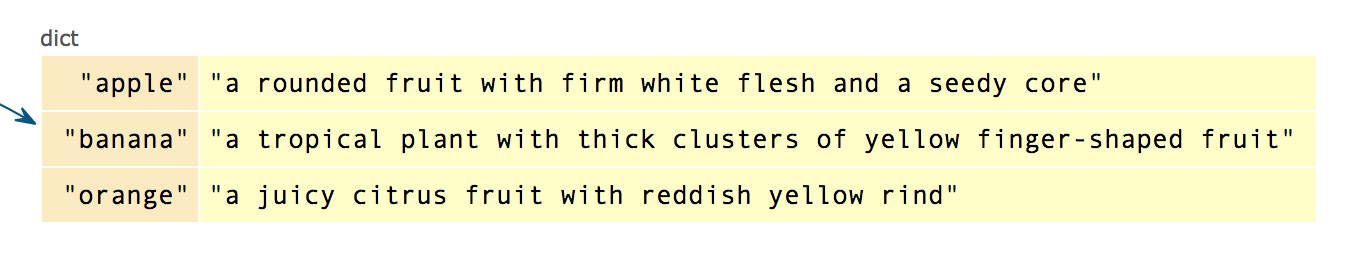 dict
"apple" "a rounded fruit with firm white flesh and a seedy core"
"banana" "a tropical plant with thick clusters of yellow finger-shaped fruit"
"orange" "a juicy citrus fruit with reddish yellow rind"